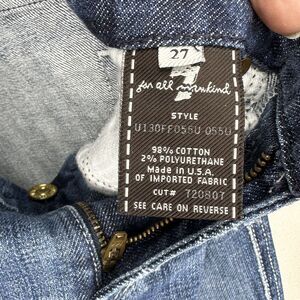 27
7
for all mankind
STYLE
U130FF055U 055U
98% COTTON
2% POLYURETHANE
Made in U.S.A.
OF IMPORTED FABRIC
CUT# 720807
SEE CARE ON REVERSE